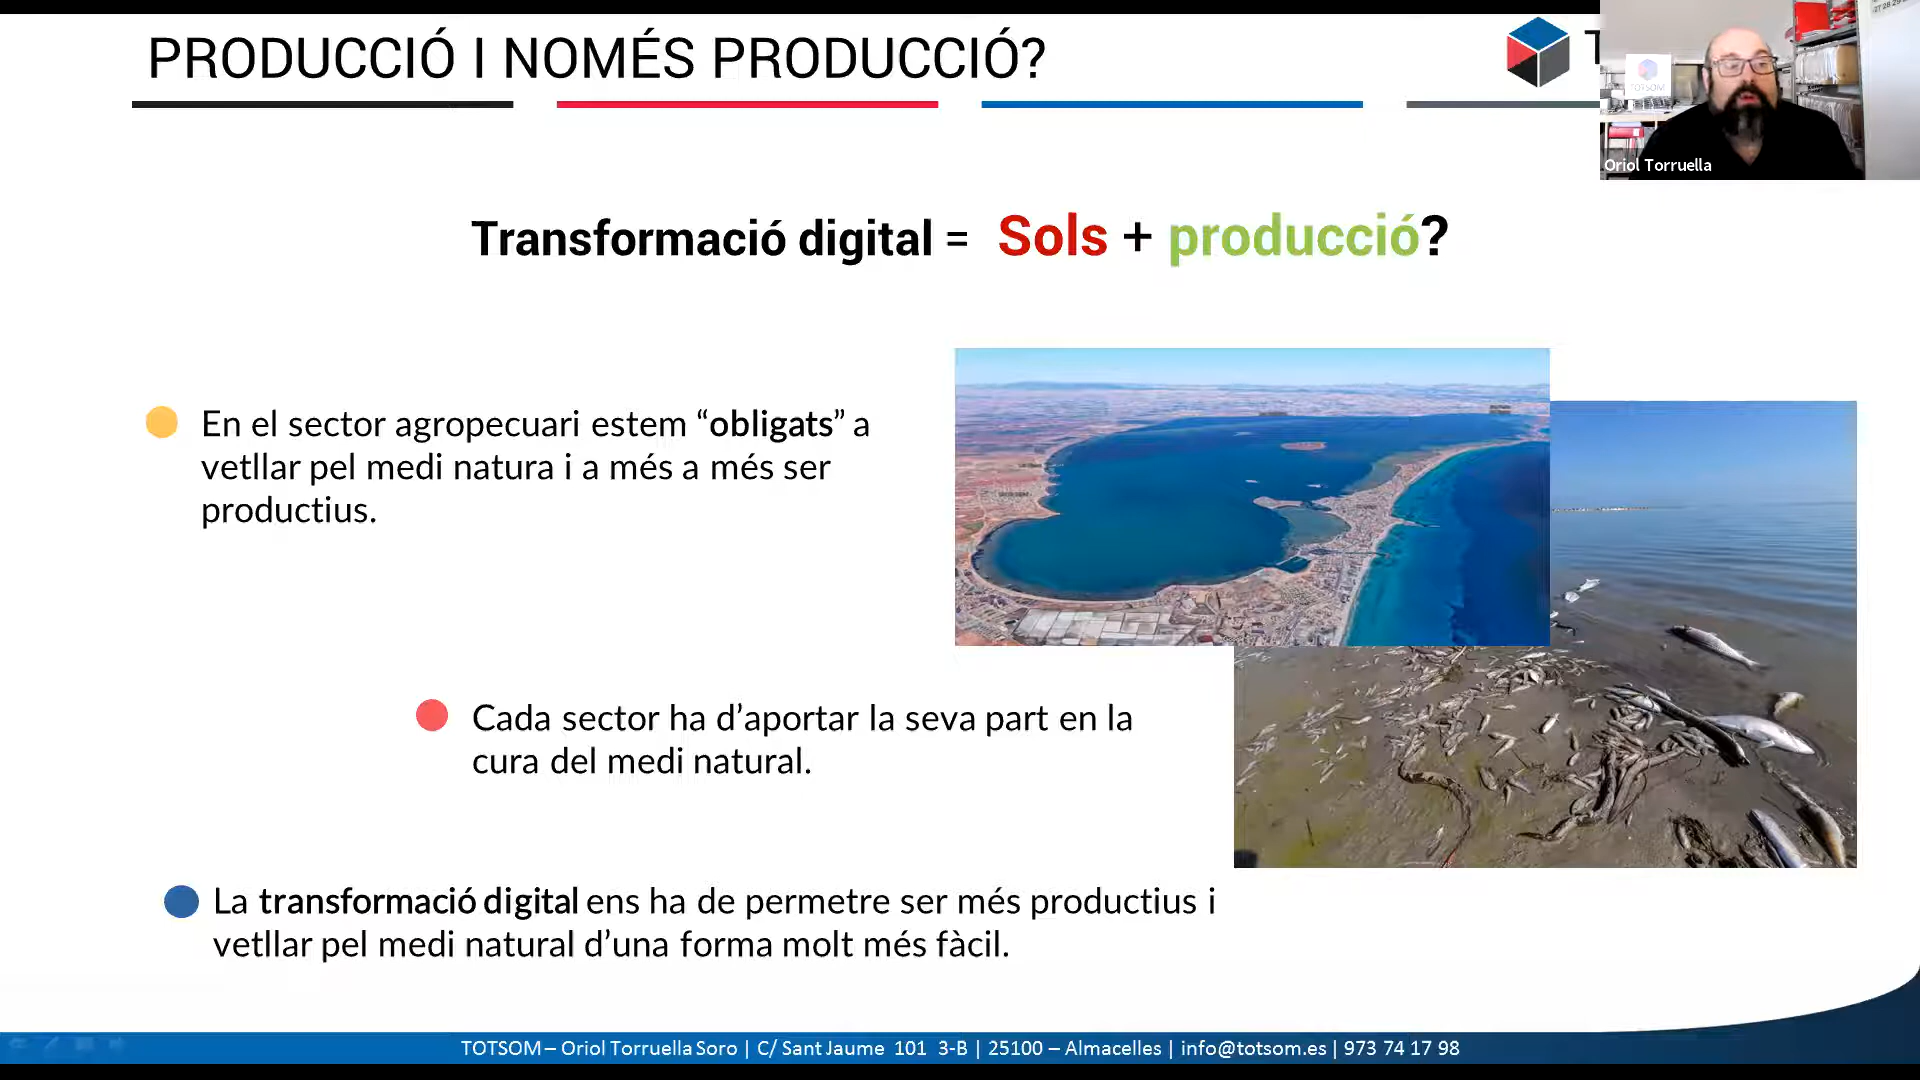 PRODUCCIÓ I NOMÉS PRODUCCIÓ?
TOTSOM
Oriol Torruella
Transformació digital = Sols + producció?
En el sector agropecuari estem “obligats” a
vetllar pel medi natura i a més a més ser
productius.
Cada sector ha d’aportar la seva part en la
cura del medi natural.
La transformació digital ens ha de permetre ser més productius i
vetllar pel medi natural d’una forma molt més fàcil.
TOTSOM – Oriol Torruella Soro | C/ Sant Jaume 101 3-B | 25100 – Almacelles | info@totsom.es | 973 74 17 98